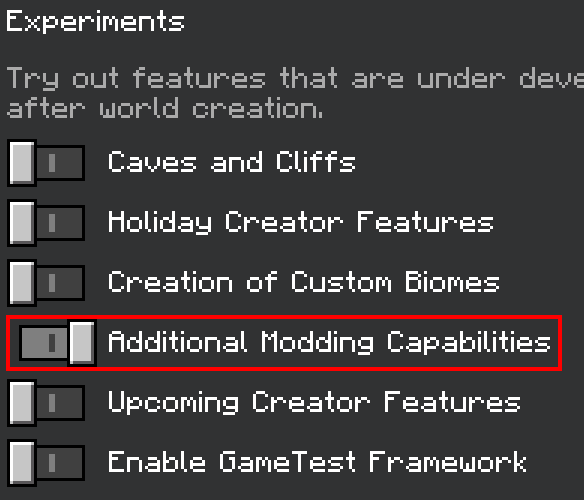 Experiments
Try out features that are under deve
after world creation.
Caves and Cliffs
Holiday Creator Features
Creation of Custom Biomes
Additional Modding Capabilities
Upcoming Creator Features
Enable GameTest Framework